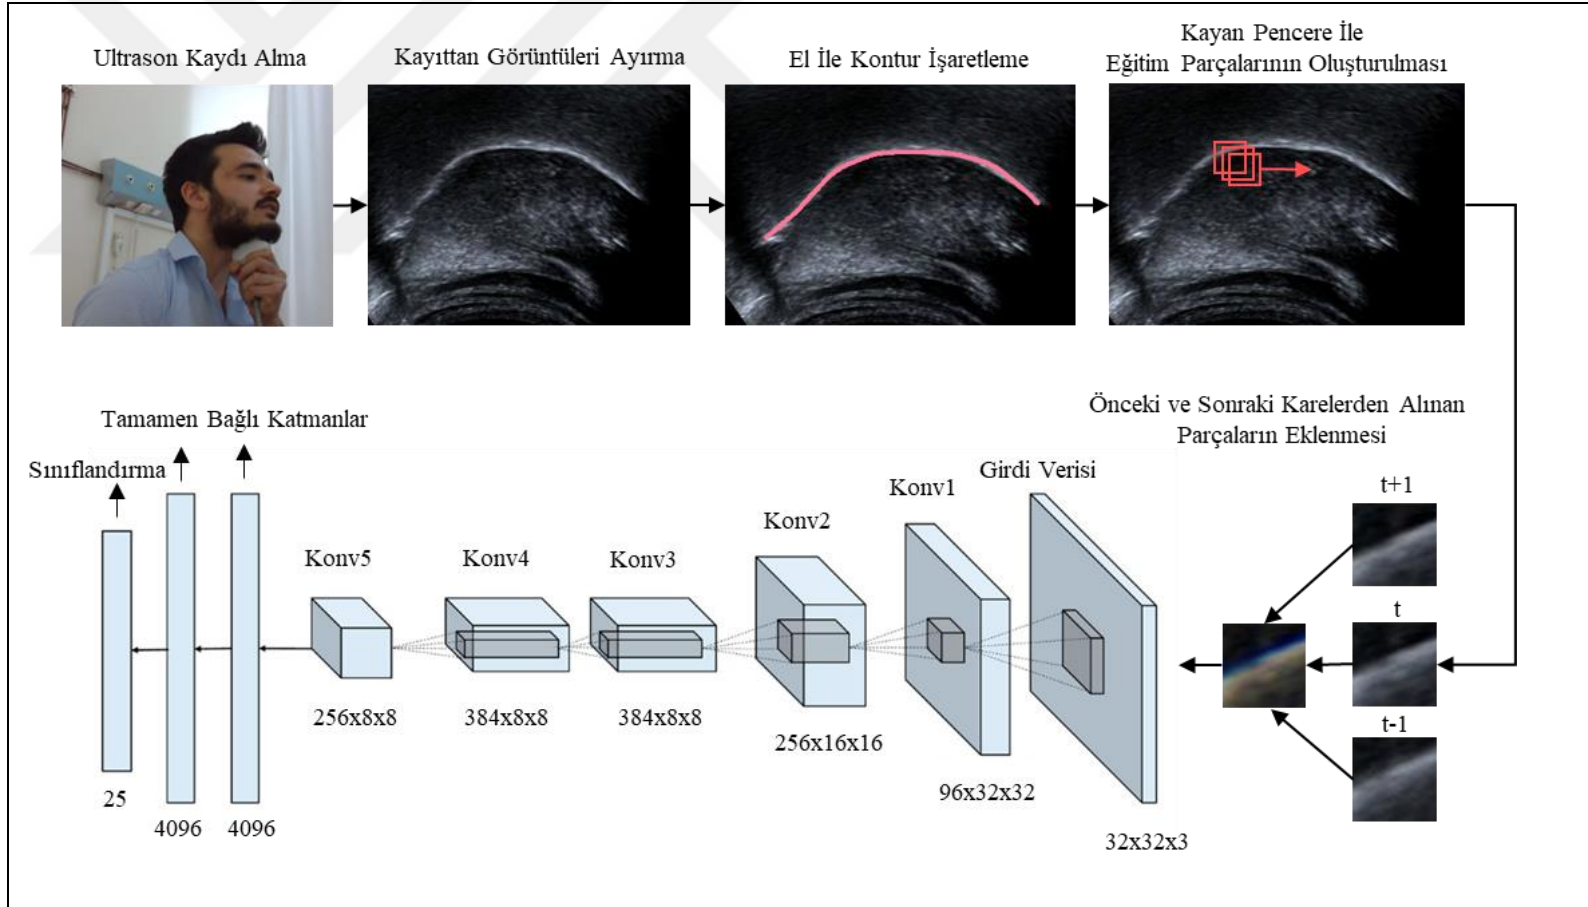 Ultrason Kaydı Alma
Kayıttan Görüntüleri Ayırma
El İle Kontur İşaretleme
Kayan Pencere İle
Eğitim Parçalarının Oluşturulması
Önceki ve Sonraki Karelerden Alınan
Parçaların Eklenmesi
t+1
t
t-1
Girdi Verisi
32x32x3
Konv1
96x32x32
Konv2
256x16x16
Konv3
384x8x8
Konv4
384x8x8
Konv5
256x8x8
Tamamen Bağlı Katmanlar
4096
4096
Sınıflandırma
25